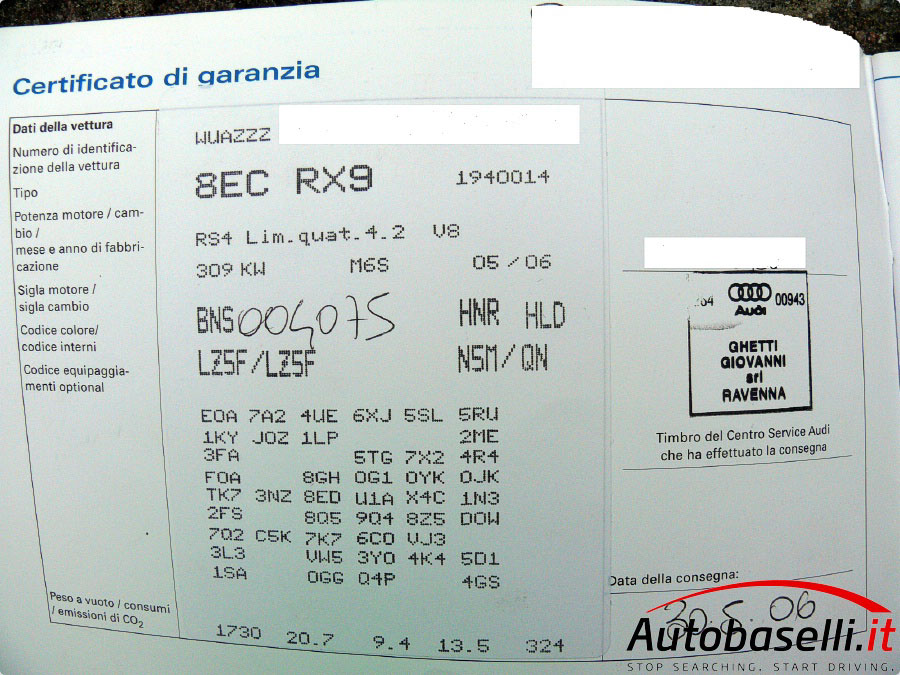 Certificato di garanzia
Dati della vettura
Numero di identifica-
zione della vettura
Tipo
Potenza motore / cam-
bio /
mese e anno di fabbri-
cazione
Sigla motore /
sigla cambio
Codice colore/
codice interni
Codice equipaggia-
menti optional
Peso a vuoto / consumi
/ emissioni di CO2
WUAZZZ
8EC RX9 1940014
RS4 Lim.quat.4.2 V8
309 KW M6S 05/06
BNS 004075 HNR HLD
LZ5F/LZ5F N5M/QN
E0A 7A2 4UE 6XJ 5SL 5RU
1KY J0Z 1LP 2ME
3FA 5TG 7X2 4R4
F0A 8GH 0G1 0YK 0JK
TK7 3NZ 8ED U1A X4C 1N3
2FS 8Q5 9Q4 8Z5 D0W
7Q2 C5K 7K7 6C0 VJ3
3L3 VW5 3Y0 4K4 5D1
1SA 0GG Q4P 4GS
1730 20.7 9.4 13.5 324
00943
Audi
GHETTI
GIOVANNI
srl
RAVENNA
Timbro del Centro Service Audi
che ha effettuato la consegna
Data della consegna:
30.5.06
Autobaselli.it
STOP SEARCHING. START DRIVING.